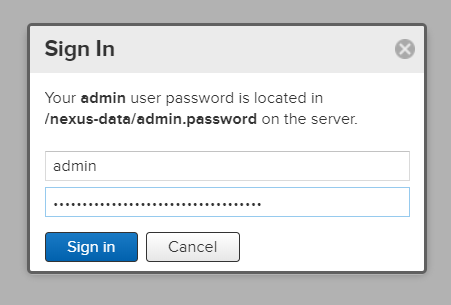 Sign In
Your admin user password is located in
/nexus-data/admin.password on the server.
admin
••••••••••••••••••••••••••••••••••••
Sign in
Cancel